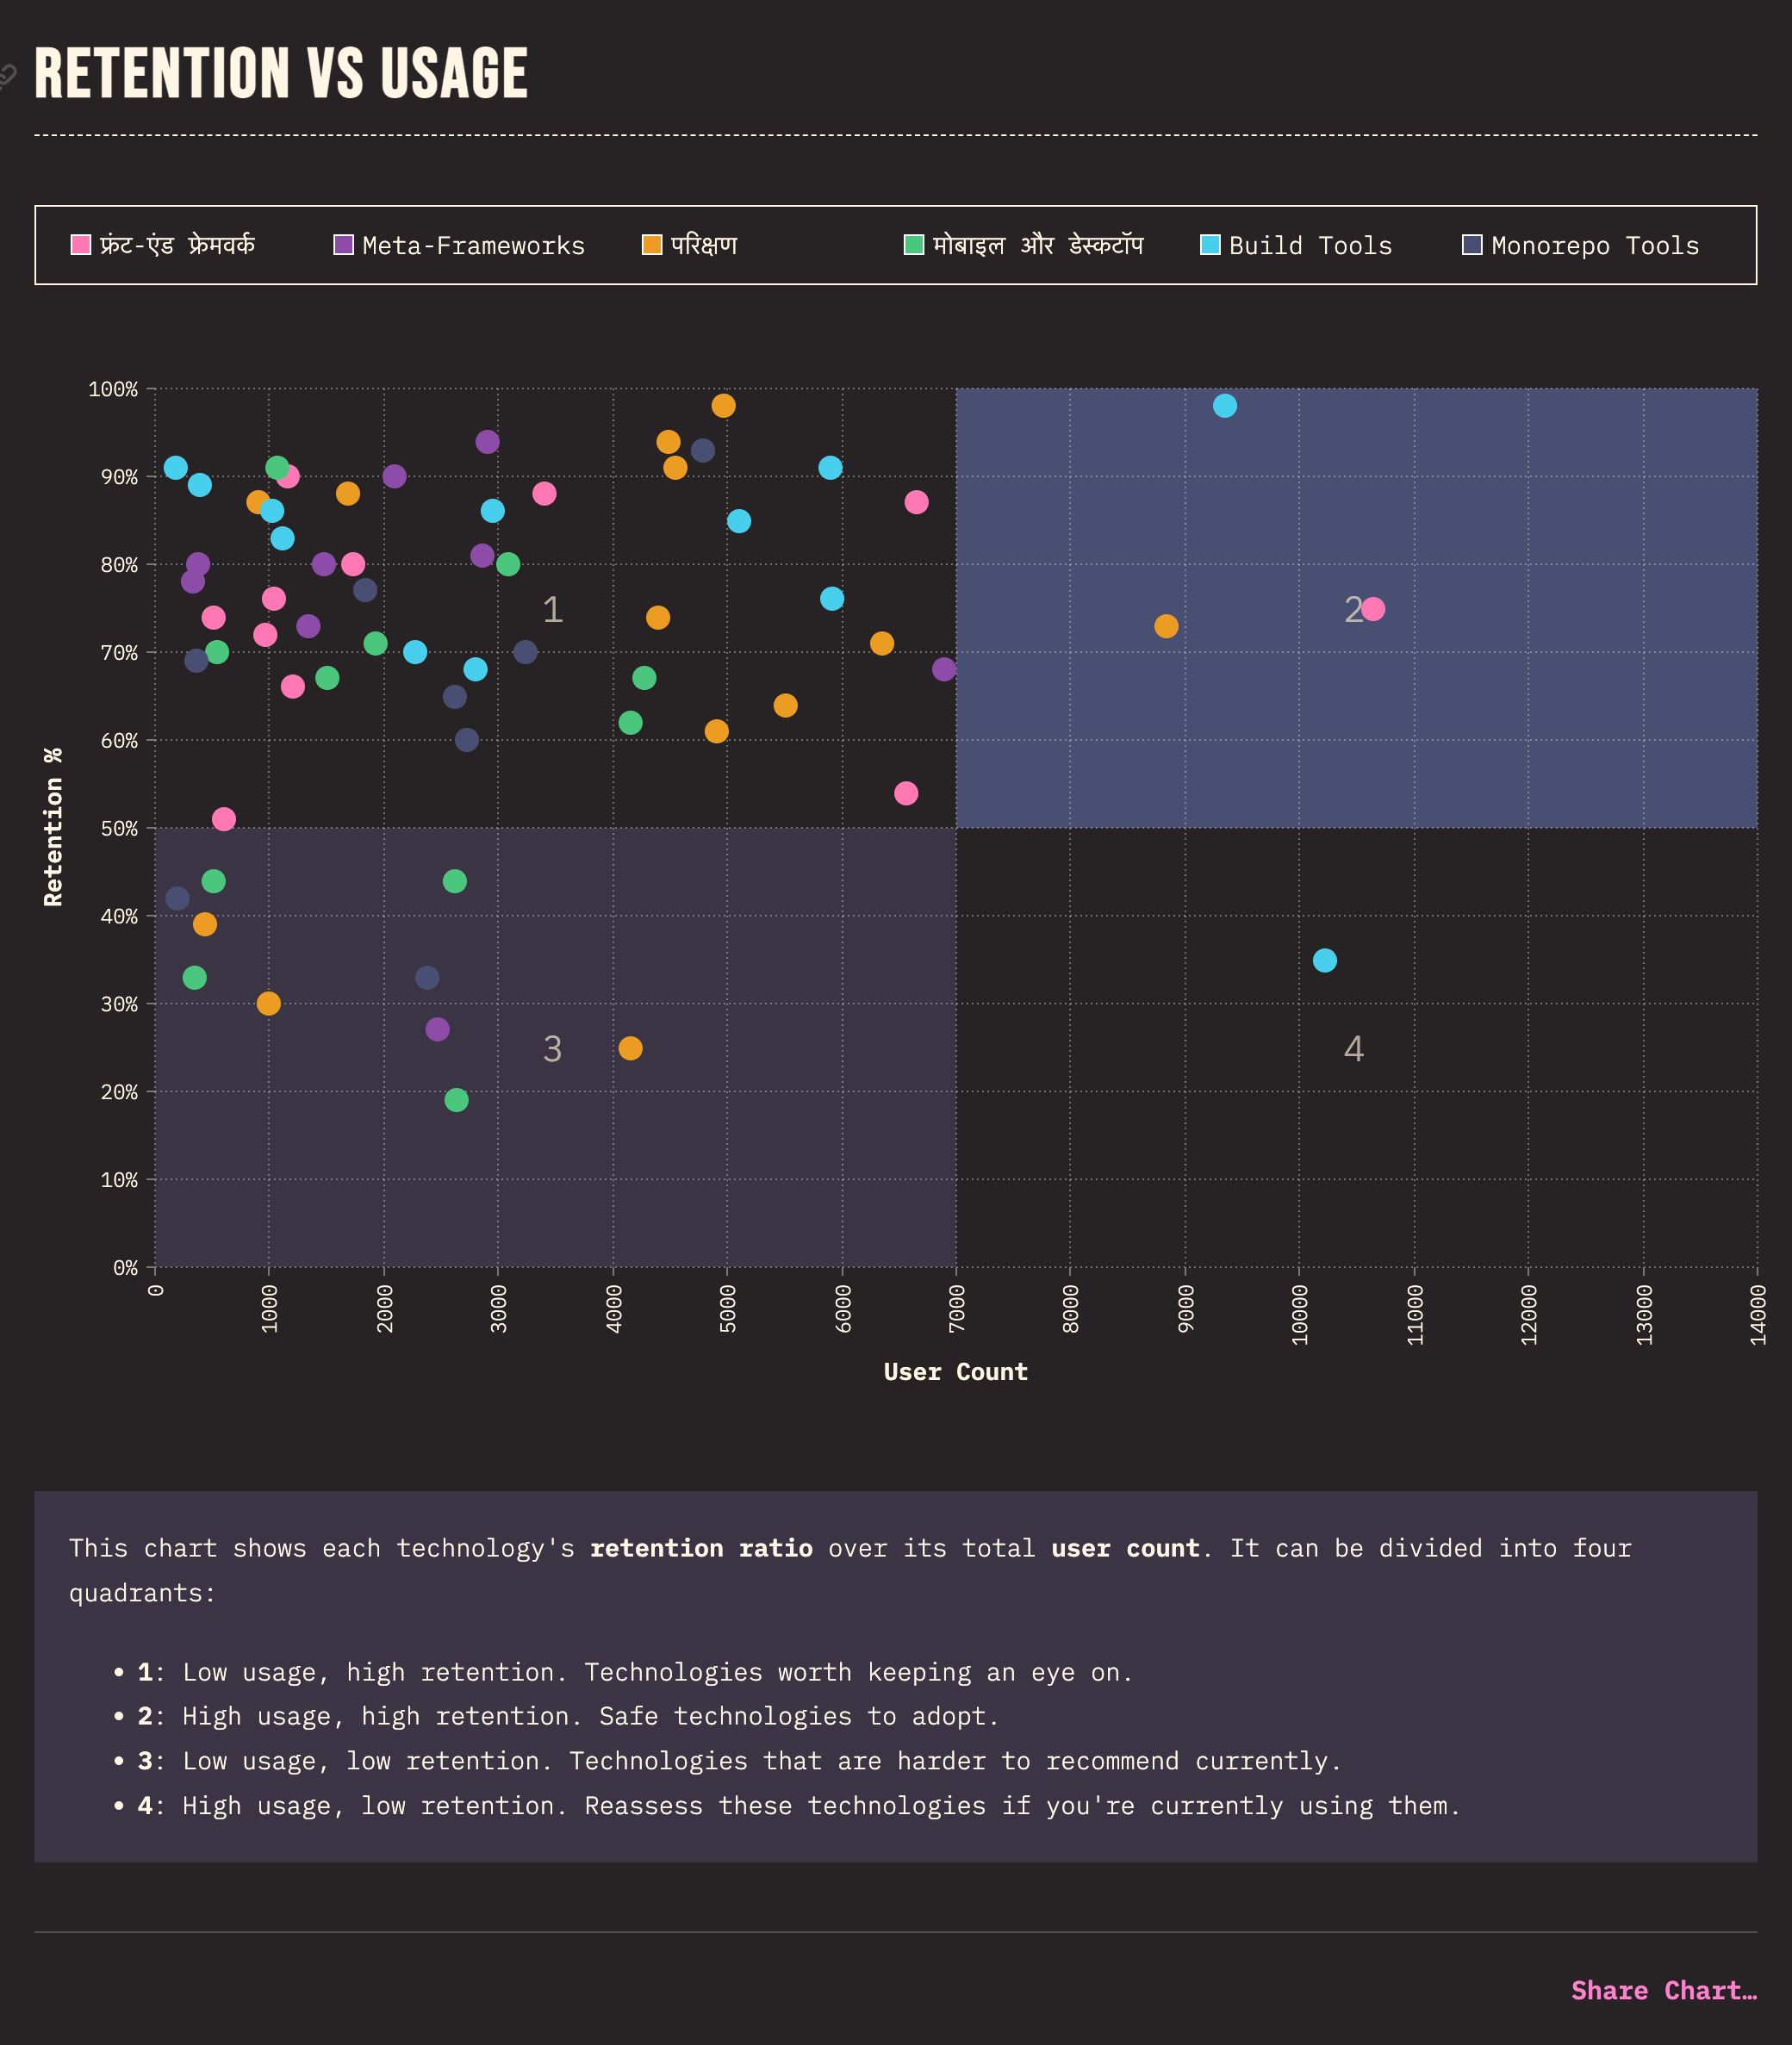 RETENTION VS USAGE
फ्रंट-एंड फ्रेमवर्क Meta-Frameworks परिक्षण मोबाइल और डेस्कटॉप Build Tools Monorepo Tools
100%
90%
80%
70%
60%
50%
40%
30%
20%
10%
0%
Retention %
1
2
3
4
0 1000 2000 3000 4000 5000 6000 7000 8000 9000 10000 11000 12000 13000 14000
User Count
This chart shows each technology's retention ratio over its total user count. It can be divided into four
quadrants:
• 1: Low usage, high retention. Technologies worth keeping an eye on.
• 2: High usage, high retention. Safe technologies to adopt.
• 3: Low usage, low retention. Technologies that are harder to recommend currently.
• 4: High usage, low retention. Reassess these technologies if you're currently using them.
Share Chart…